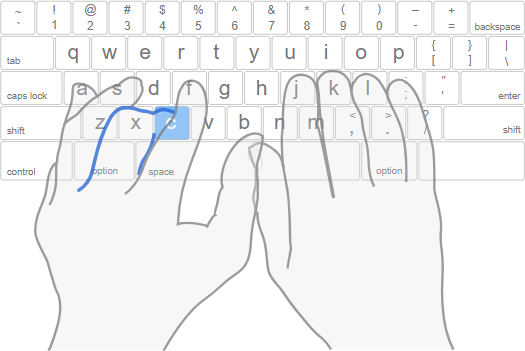 ~ ! @ # $ % ^ & * ( ) – +
` 1 2 3 4 5 6 7 8 9 0 - = backspace
{ } |
tab q w e r t y u i o p [ ] \
: "
caps lock a s d f g h j k l ; ' enter
< > ?
shift z x c v b n m , . / shift
control option space option